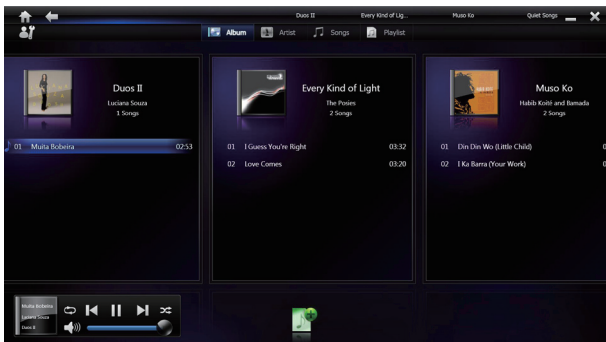 Duos II Every Kind of Lig... Muso Ko Quiet Songs
Album Artist Songs Playlist
Duos II
Luciana Souza
1 Songs
01 Muita Bobeira 02:53
Every Kind of Light
The Posies
2 Songs
01 I Guess You're Right 03:32
02 Love Comes 03:20
Muso Ko
Habib Koité and Bamada
2 Songs
01 Din Din Wo (Little Child) 0
02 I Ka Barra (Your Work) 0
Muita Bobeira
Luciana Souza
Duos II